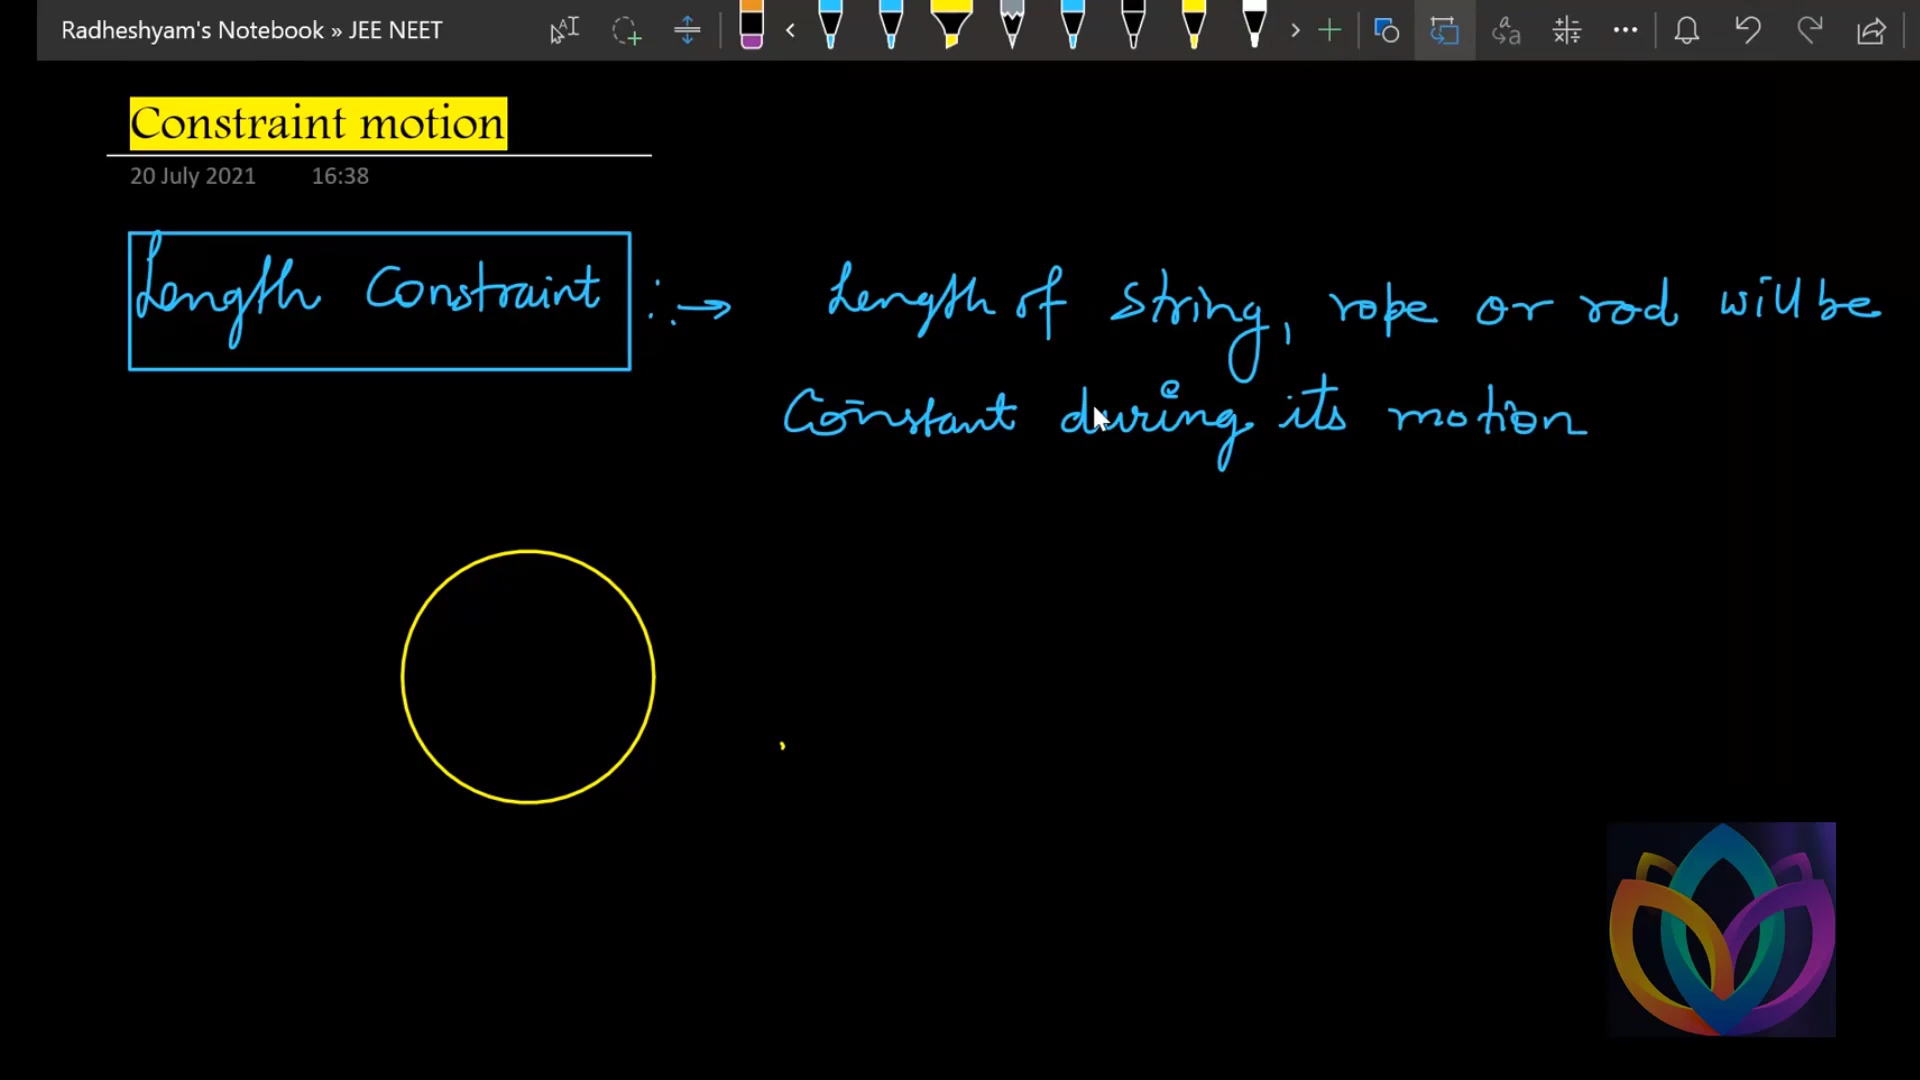 Radheshyam's Notebook » JEE NEET
Constraint motion
20 July 2021 16:38
Length Constraint :→ Length of string, rope or rod will be
Constant during its motion